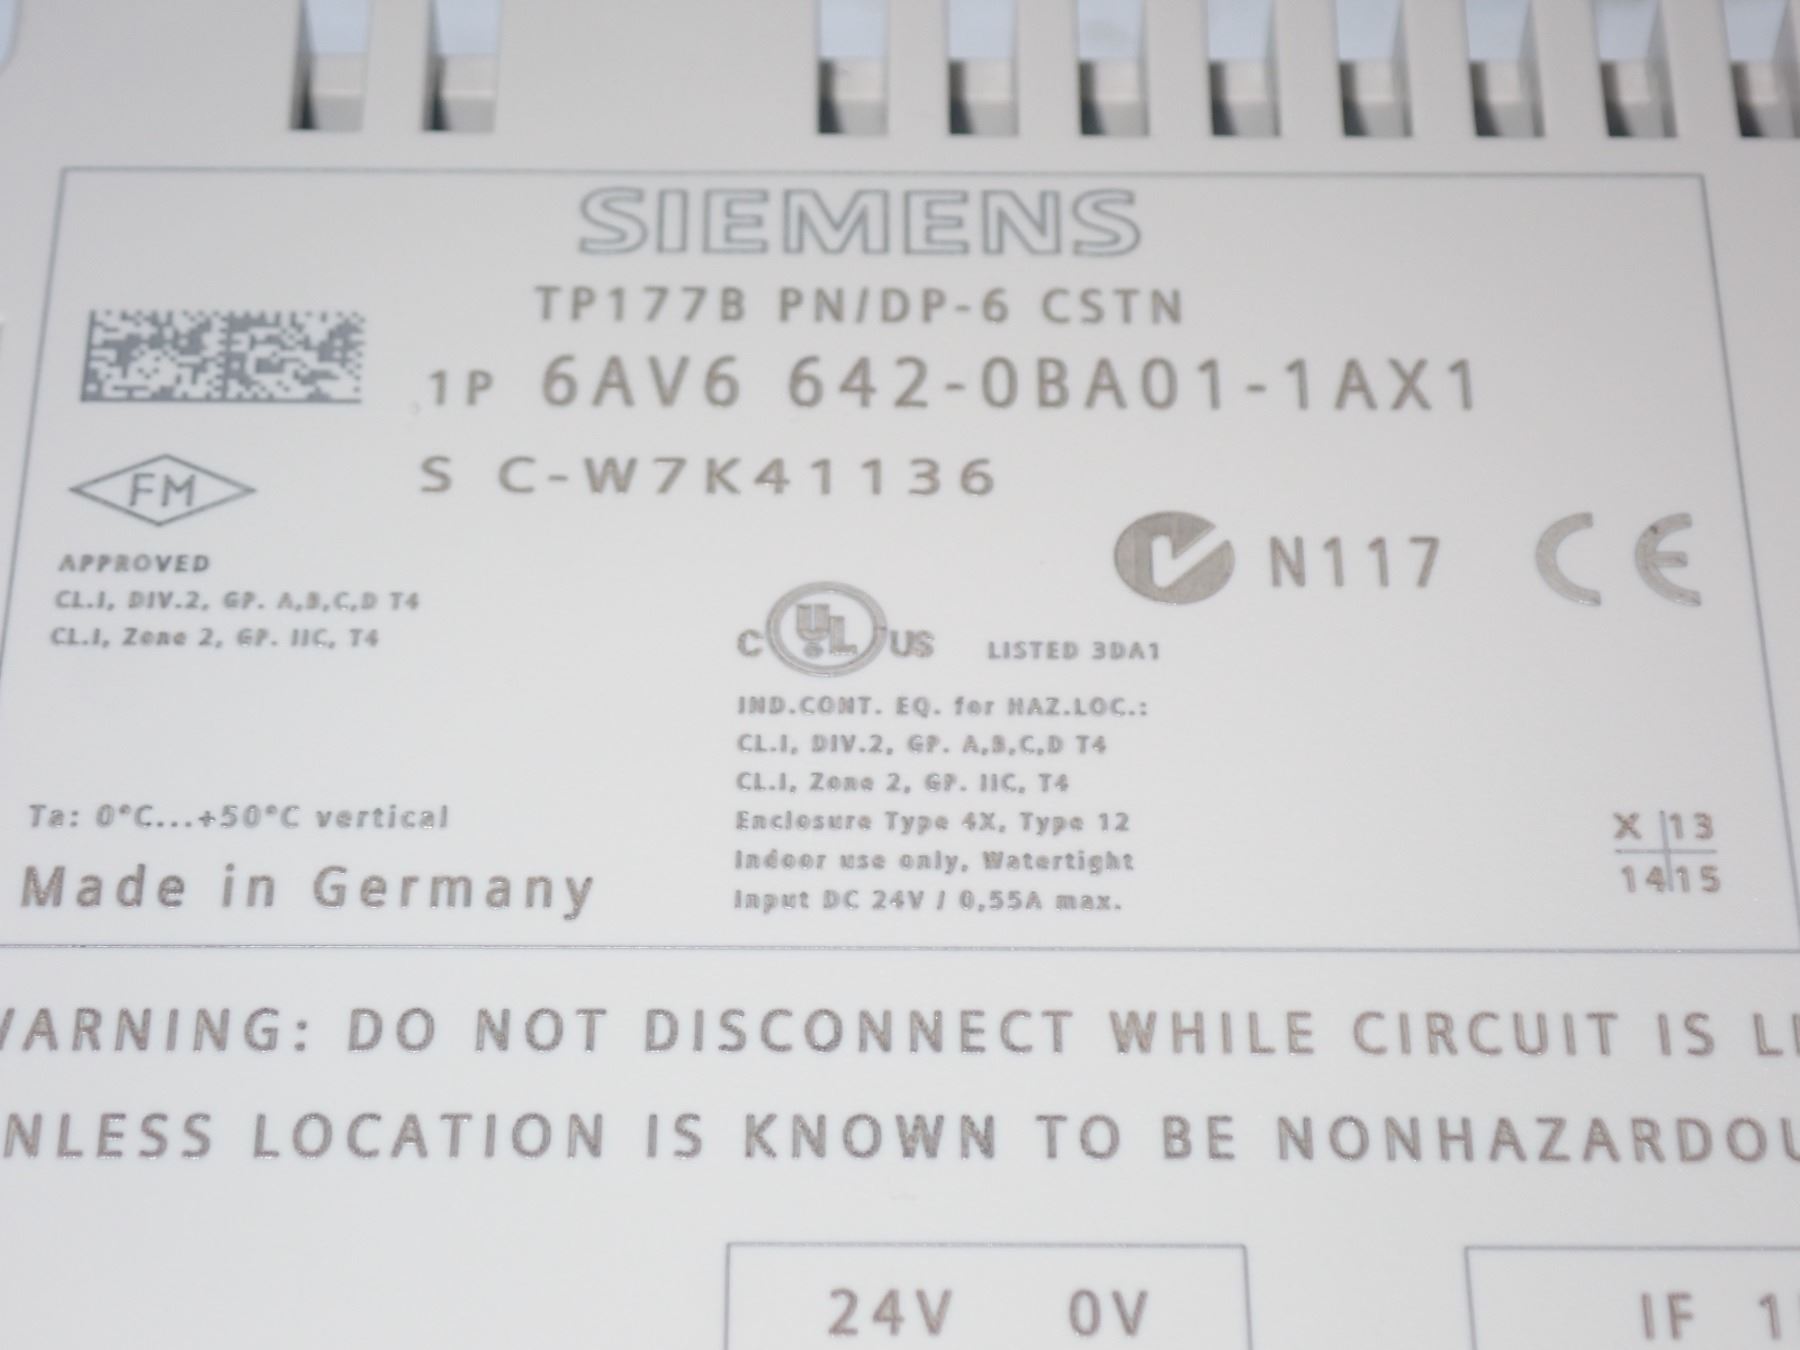 SIEMENS
TP177B PN/DP-6 CSTN
1P 6AV6 642-0BA01-1AX1
S C-W7K41136
FM
APPROVED
CL.I, DIV.2, GP. A,B,C,D T4
CL.I, Zone 2, GP. IIC, T4
N117 CE
C UL US LISTED 3DA1
IND.CONT. EQ. for HAZ.LOC.:
CL.I, DIV.2, GP. A,B,C,D T4
CL.I, Zone 2, GP. IIC, T4
Enclosure Type 4X, Type 12
Indoor use only, Watertight
Input DC 24V / 0,55A max.
Ta: 0°C...+50°C vertical
Made in Germany
X 13
14 15
WARNING: DO NOT DISCONNECT WHILE CIRCUIT IS LI
NLESS LOCATION IS KNOWN TO BE NONHAZARDOU
24V 0V
IF 1